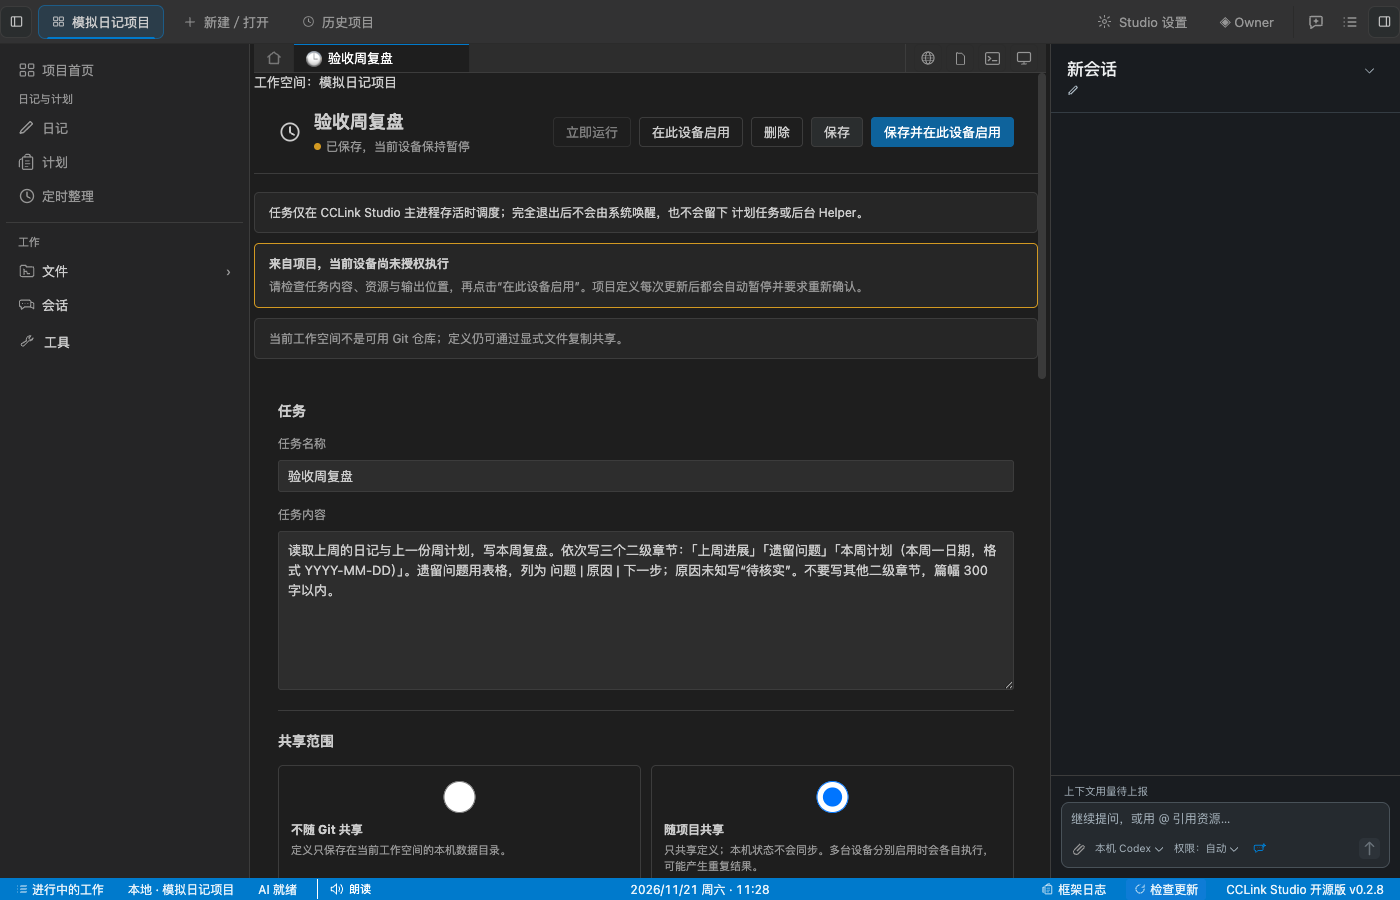 模拟日记项目
新建 / 打开
历史项目
Studio 设置
Owner
项目首页
日记与计划
日记
计划
定时整理
工作
文件
会话
工具
验收周复盘
工作空间：模拟日记项目
验收周复盘
已保存，当前设备保持暂停
立即运行
在此设备启用
删除
保存
保存并在此设备启用
任务仅在 CCLink Studio 主进程存活时调度；完全退出后不会由系统唤醒，也不会留下 计划任务或后台 Helper。
来自项目，当前设备尚未授权执行
请检查任务内容、资源与输出位置，再点击“在此设备启用”。项目定义每次更新后都会自动暂停并要求重新确认。
当前工作空间不是可用 Git 仓库；定义仍可通过显式文件复制共享。
任务
任务名称
验收周复盘
任务内容
读取上周的日记与上一份周计划，写本周复盘。依次写三个二级章节：「上周进展」「遗留问题」「本周计划（本周一日期，格
式 YYYY-MM-DD）」。遗留问题用表格，列为 问题 | 原因 | 下一步；原因未知写“待核实”。不要写其他二级章节，篇幅 300
字以内。
共享范围
不随 Git 共享
定义只保存在当前工作空间的本机数据目录。
随项目共享
只共享定义；本机状态不会同步。多台设备分别启用时会各自执行，
可能产生重复结果。
新会话
上下文用量待上报
继续提问，或用 @ 引用资源...
本机 Codex
权限：自动
进行中的工作
本地 · 模拟日记项目
AI 就绪
朗读
2026/11/21 周六 · 11:28
框架日志
检查更新
CCLink Studio 开源版 v0.2.8